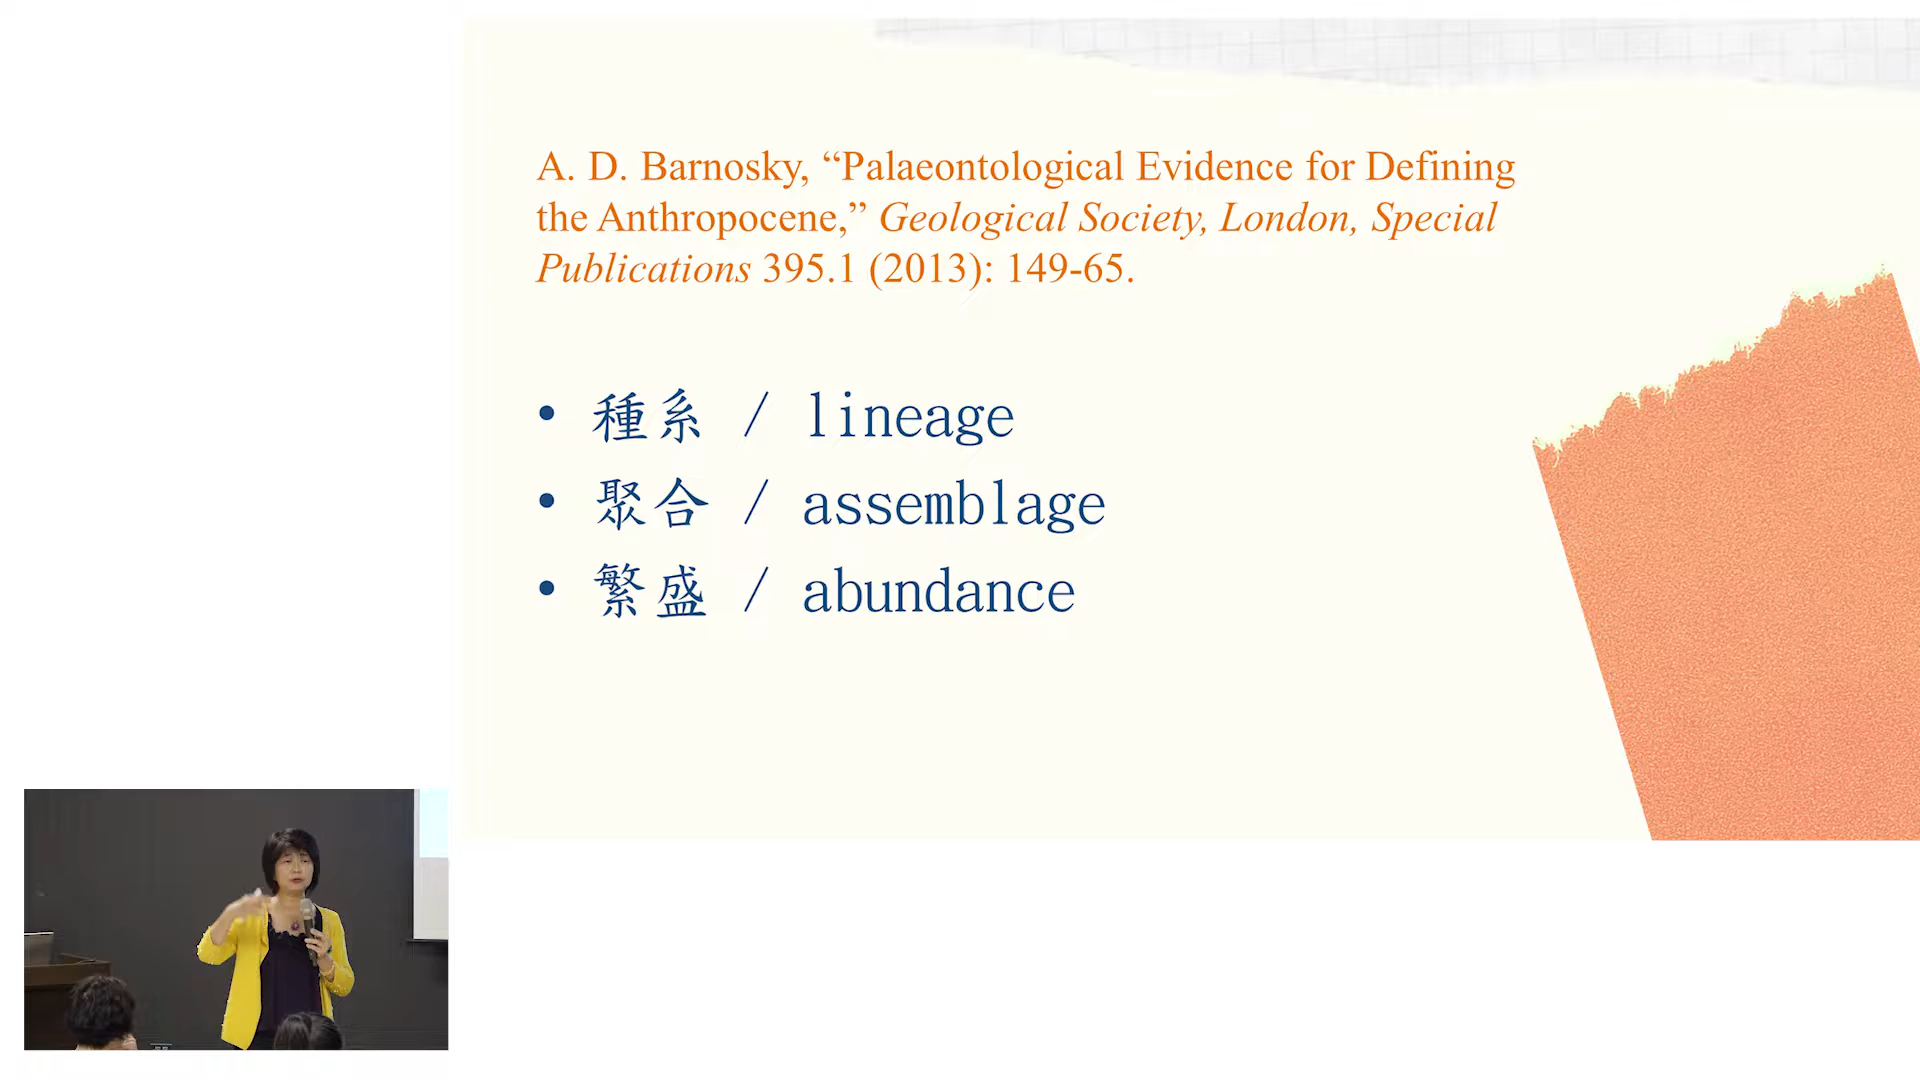 A. D. Barnosky, “Palaeontological Evidence for Defining
the Anthropocene,” Geological Society, London, Special
Publications 395.1 (2013): 149-65.
• 種系 / lineage
• 聚合 / assemblage
• 繁盛 / abundance